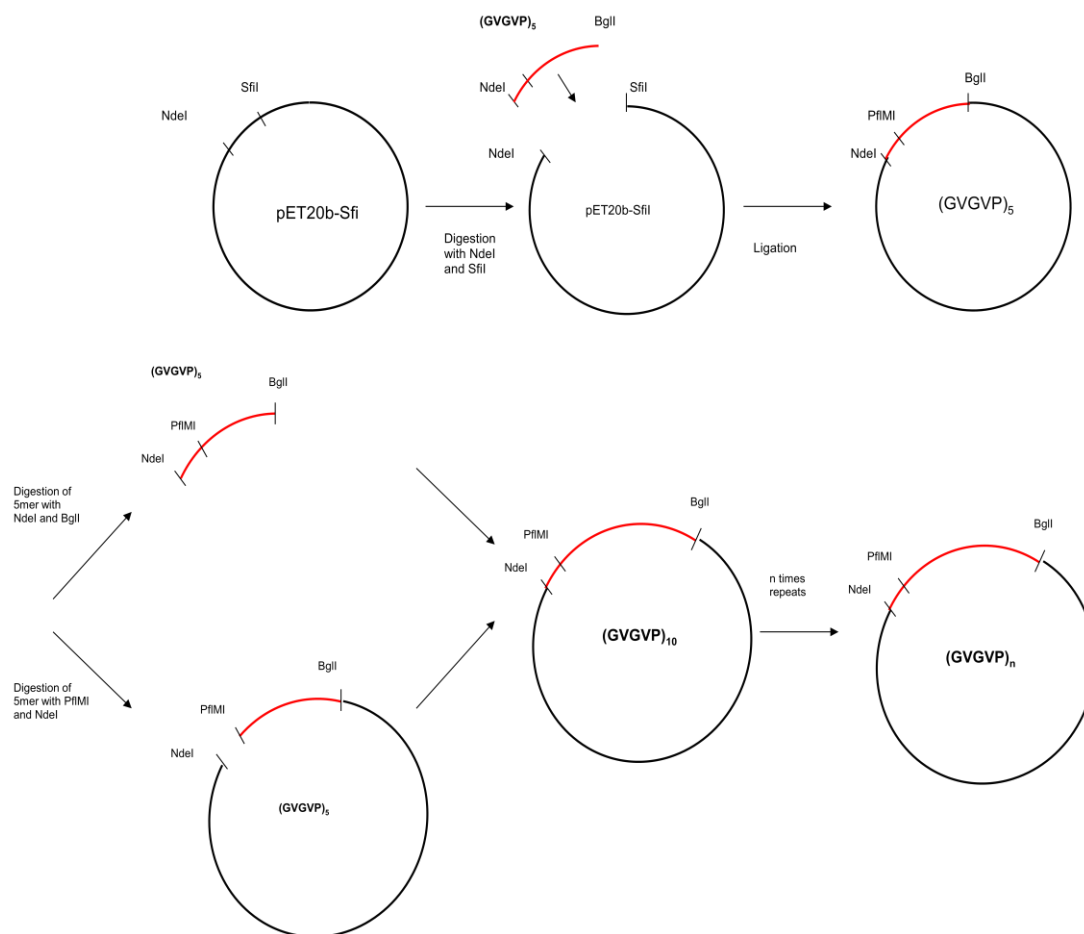 (GVGVP)5
BglI
NdeI
SfiI
NdeI
pET20b-Sfi
Digestion
with NdeI
and SfiI
SfiI
NdeI
pET20b-SfiI
Ligation
BglI
PflMI
NdeI
(GVGVP)5
(GVGVP)5
BglI
PflMI
NdeI
Digestion of
5mer with
NdeI and BglI
Digestion of
5mer with PflMI
and NdeI
BglI
PflMI
NdeI
(GVGVP)5
BglI
PflMI
NdeI
(GVGVP)10
n times
repeats
BglI
PflMI
NdeI
(GVGVP)n